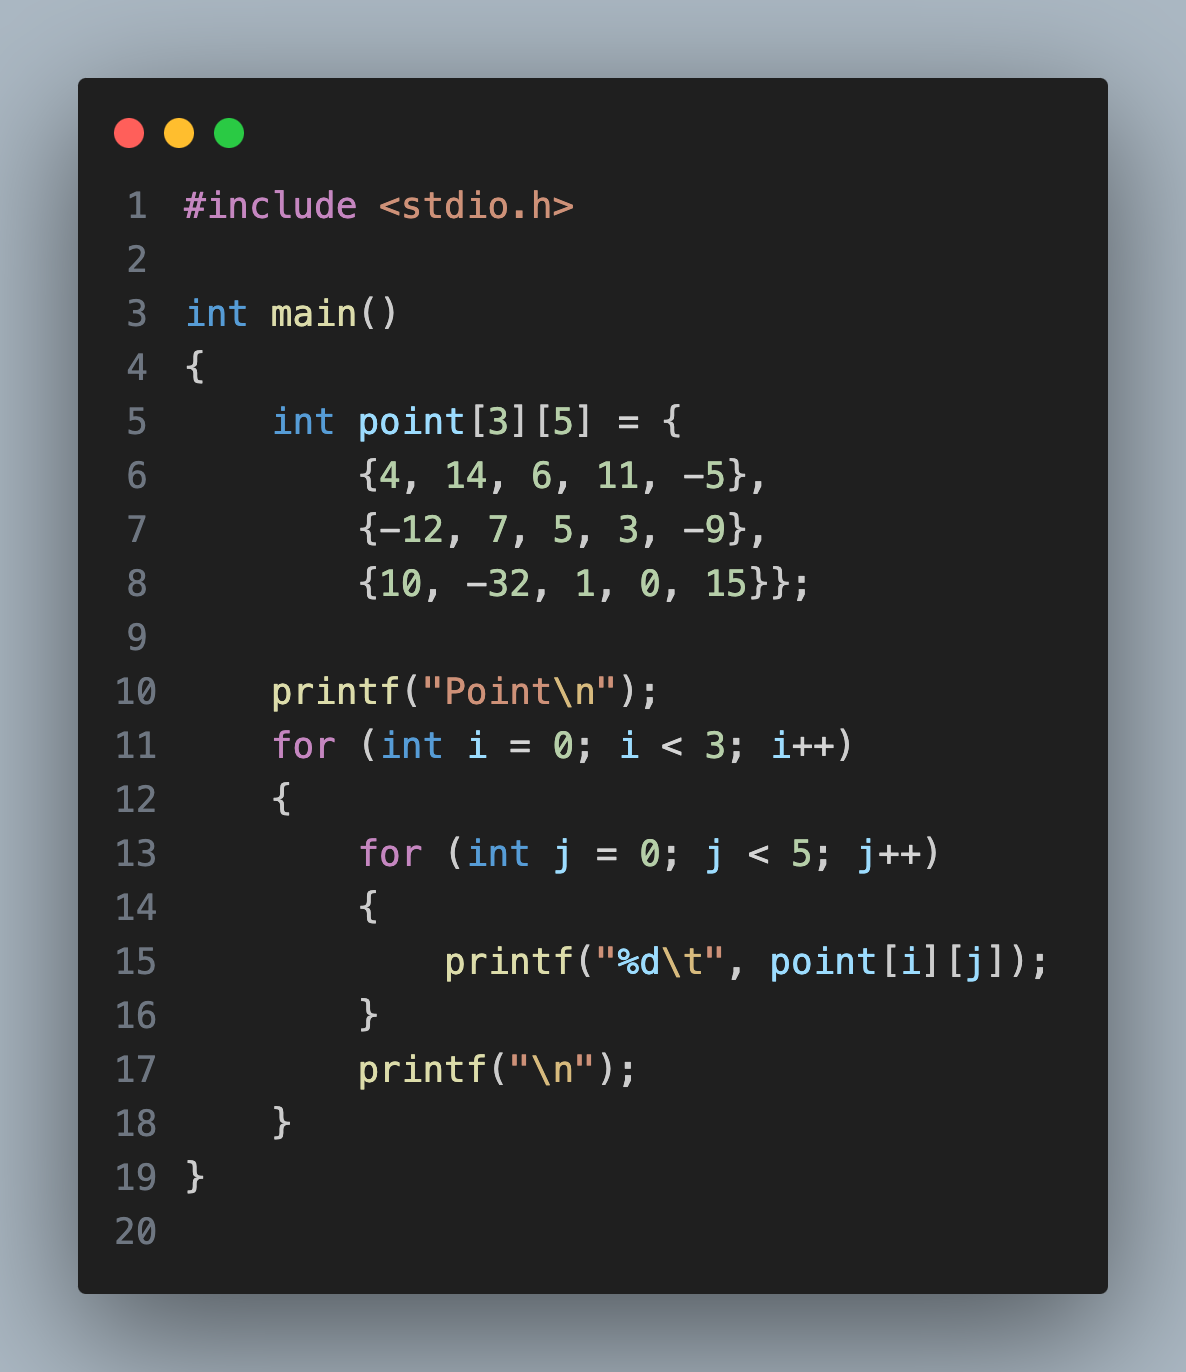 1 #include <stdio.h>
2
3 int main()
4 {
5     int point[3][5] = {
6         {4, 14, 6, 11, -5},
7         {-12, 7, 5, 3, -9},
8         {10, -32, 1, 0, 15}};
9
10     printf("Point\n");
11     for (int i = 0; i < 3; i++)
12     {
13         for (int j = 0; j < 5; j++)
14         {
15             printf("%d\t", point[i][j]);
16         }
17         printf("\n");
18     }
19 }
20